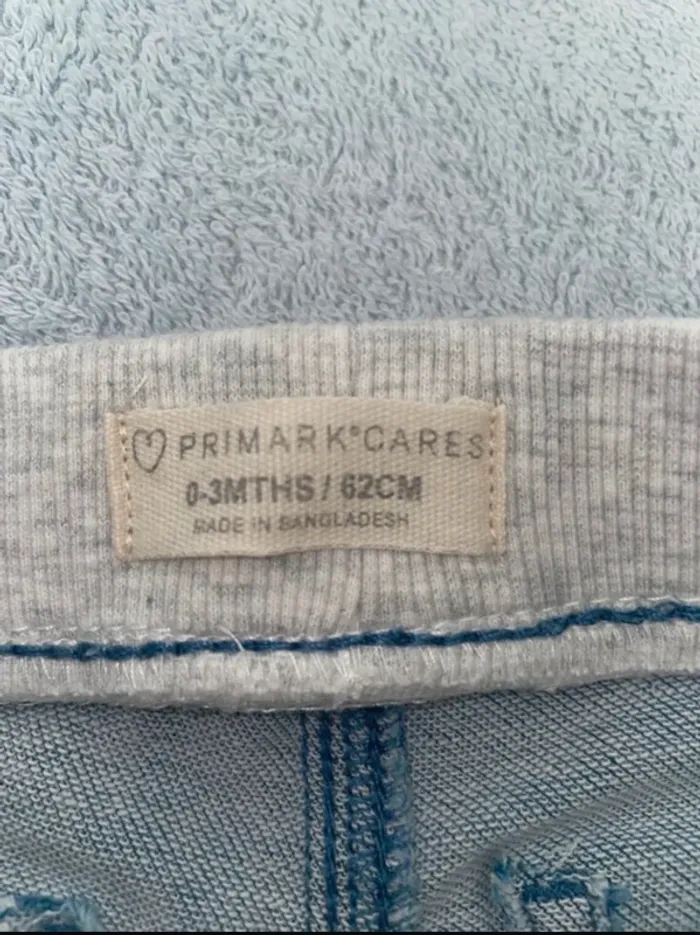 PRIMARK®CARES
0-3MTHS / 62CM
MADE IN BANGLADESH